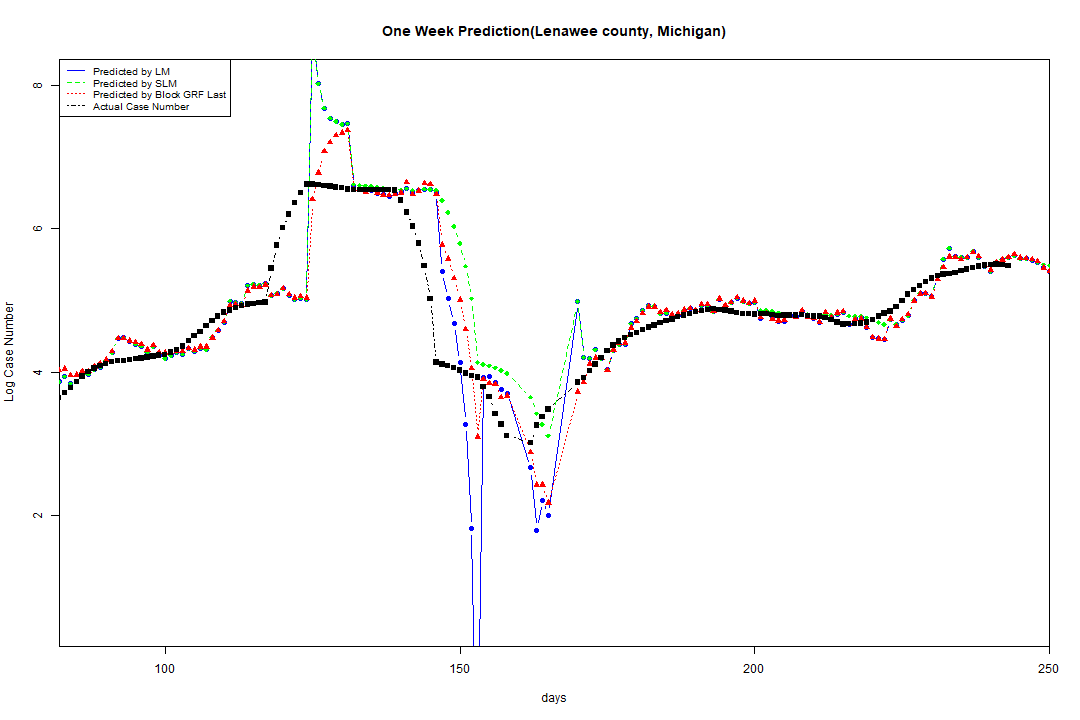 One Week Prediction(Lenawee county, Michigan)
Predicted by LM
Predicted by SLM
Predicted by Block GRF Last
Actual Case Number
8
6
4
2
Log Case Number
100 150 200 250
days